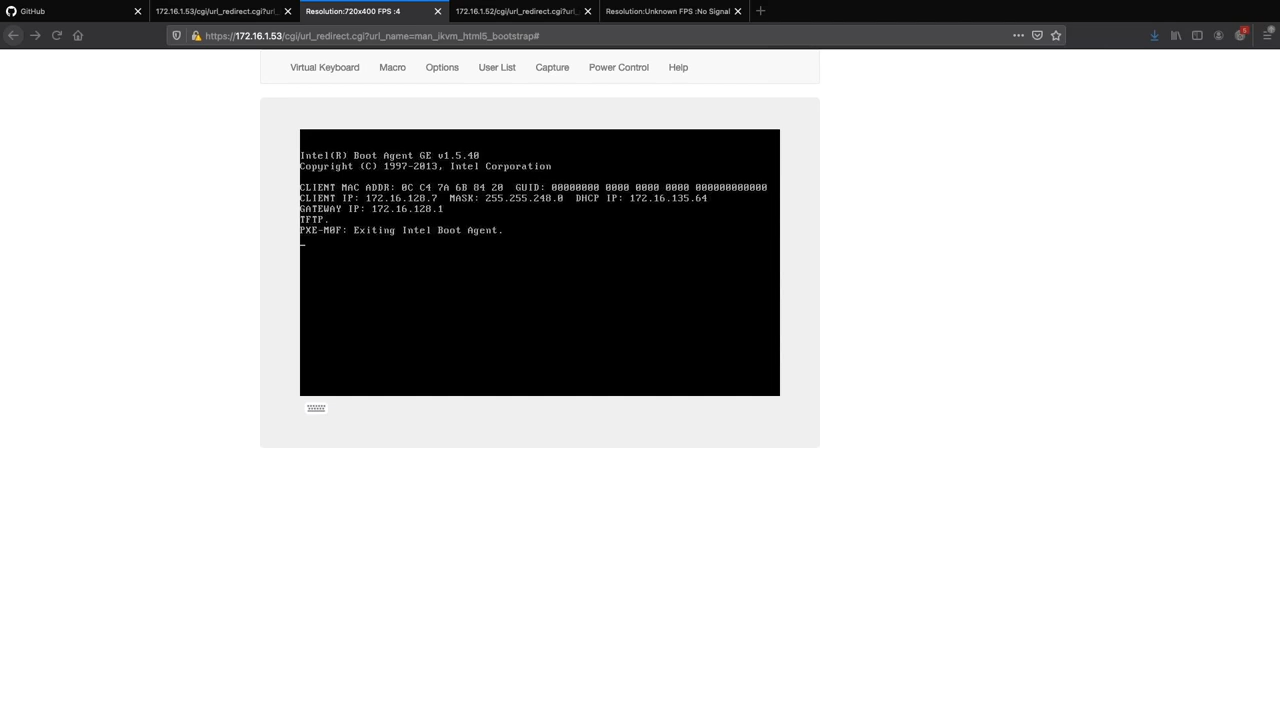 GitHub
172.16.1.53/cgi/url_redirect.cgi?url_
Resolution:720x400 FPS :4
172.16.1.52/cgi/url_redirect.cgi?url_
Resolution:Unknown FPS :No Signal
https://172.16.1.53/cgi/url_redirect.cgi?url_name=man_ikvm_html5_bootstrap#
5
Virtual Keyboard Macro Options User List Capture Power Control Help
Intel(R) Boot Agent GE v1.5.40
Copyright (C) 1997-2013, Intel Corporation
CLIENT MAC ADDR: 0C C4 7A 6B 84 20 GUID: 00000000 0000 0000 0000 000000000000
CLIENT IP: 172.16.128.7 MASK: 255.255.248.0 DHCP IP: 172.16.135.64
GATEWAY IP: 172.16.128.1
TFTP.
PXE-M0F: Exiting Intel Boot Agent.